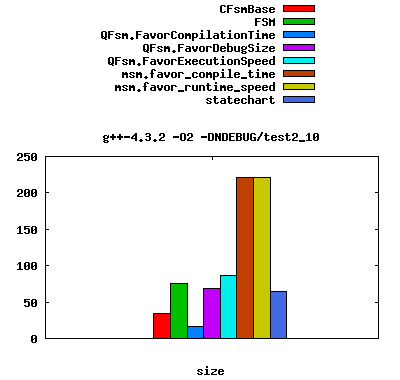 CFsmBase
FSM
QFsm.FavorCompilationTime
QFsm.FavorDebugSize
QFsm.FavorExecutionSpeed
msm.favor_compile_time
msm.favor_runtime_speed
statechart
g++-4.3.2 -O2 -DNDEBUG/test2_10
250
200
150
100
50
0
size